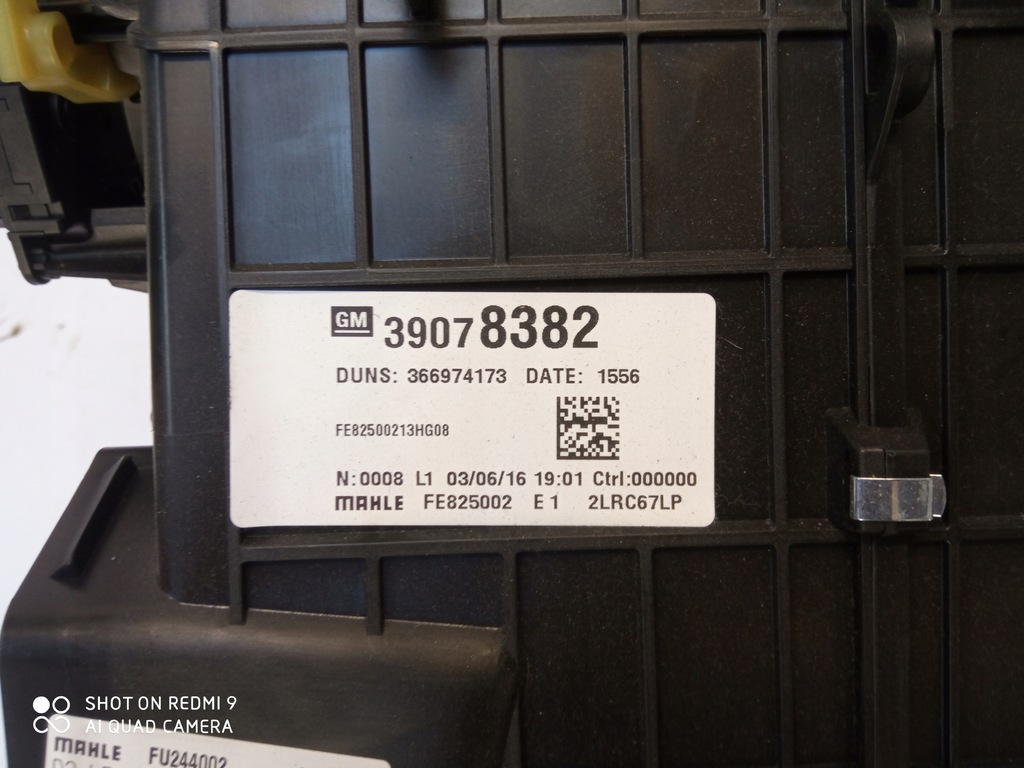 GM 39078382
DUNS: 366974173 DATE: 1556
FE82500213HG08
N:0008 L1 03/06/16 19:01 Ctrl:000000
MAHLE FE825002 E1 2LRC67LP
SHOT ON REDMI 9
AI QUAD CAMERA
MAHLE FU244002